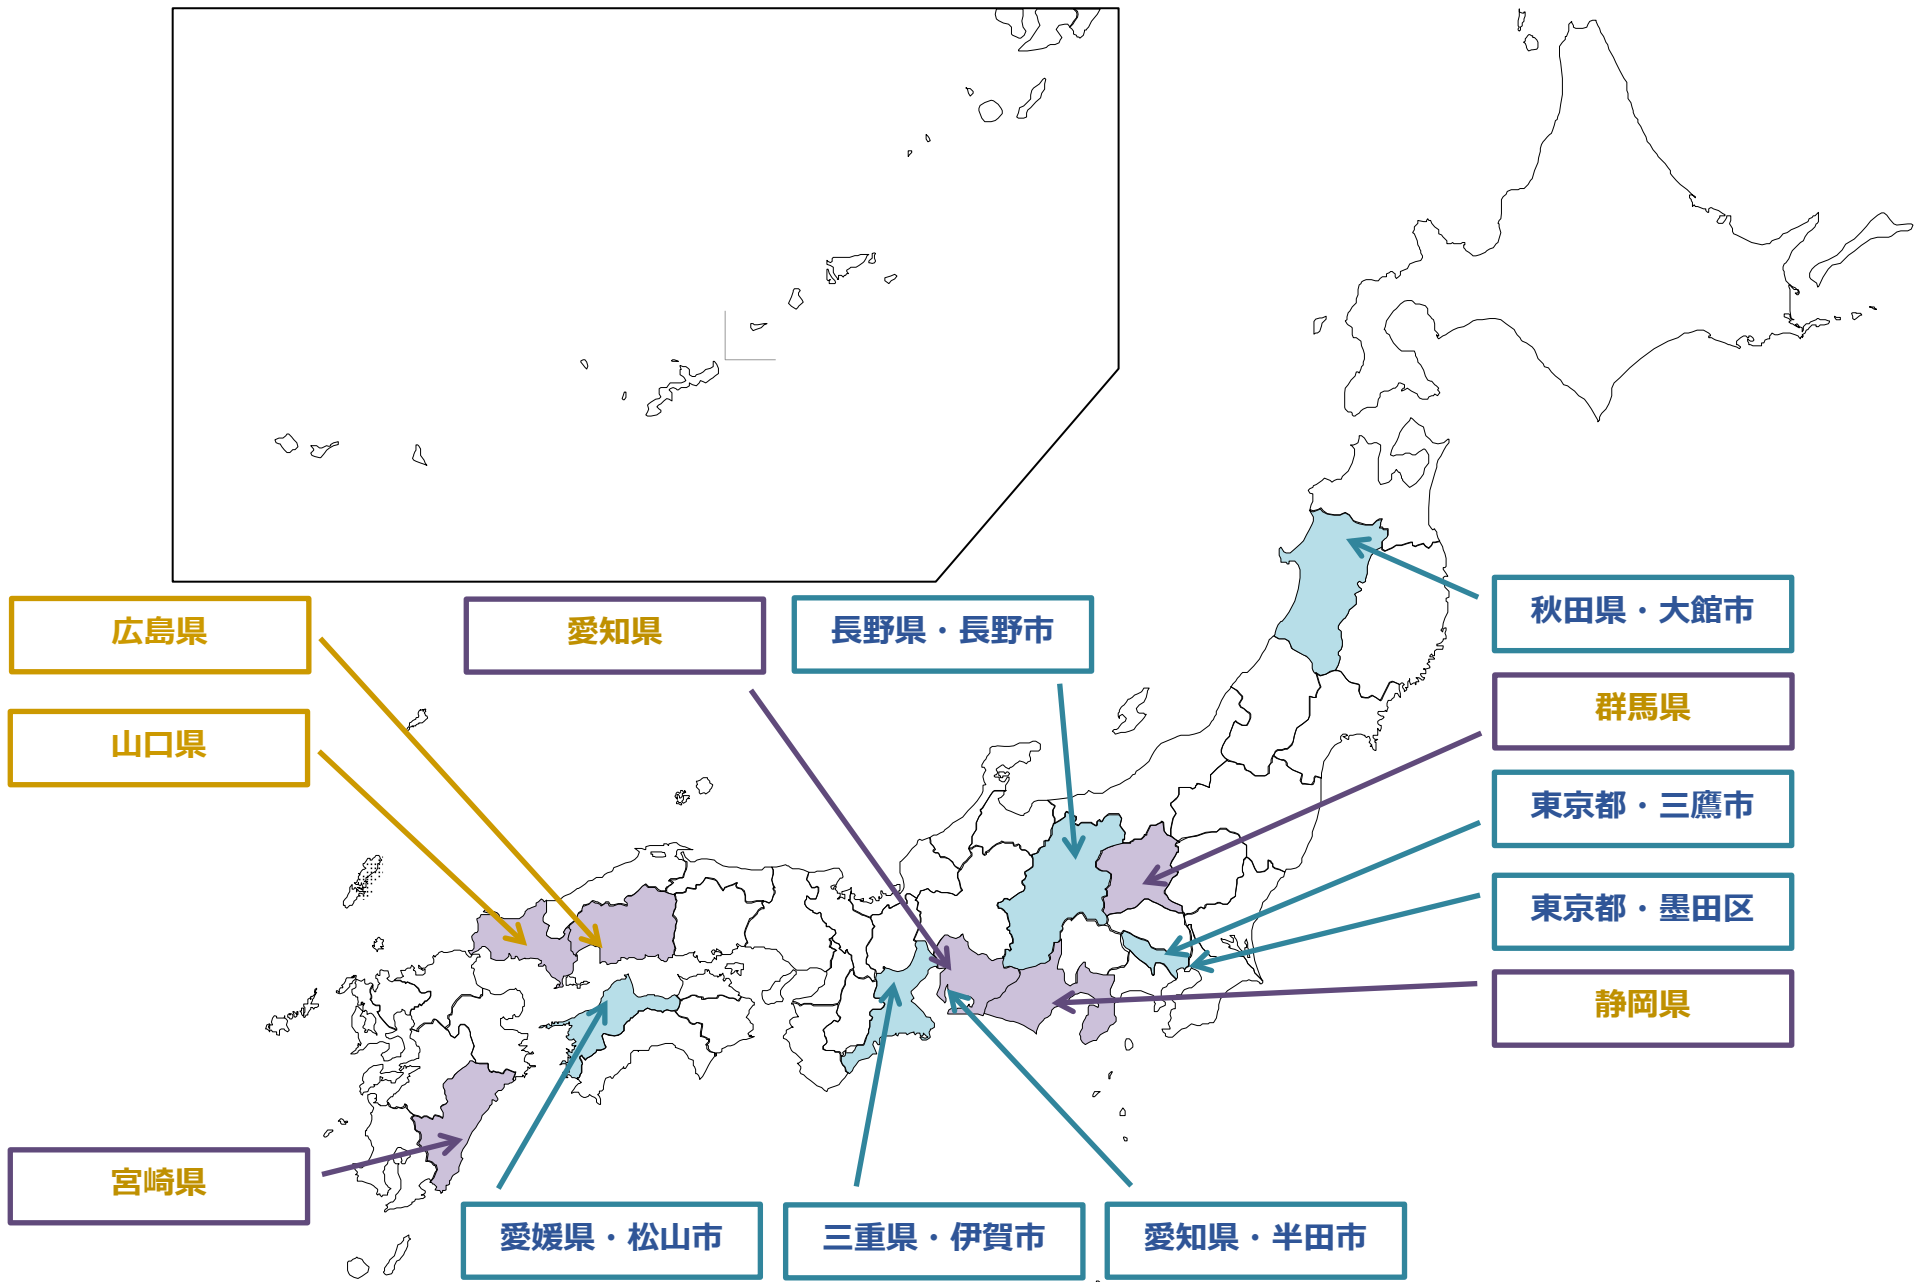 広島県
愛知県
長野県・長野市
秋田県・大館市
山口県
群馬県
東京都・三鷹市
東京都・墨田区
静岡県
宮崎県
愛媛県・松山市
三重県・伊賀市
愛知県・半田市